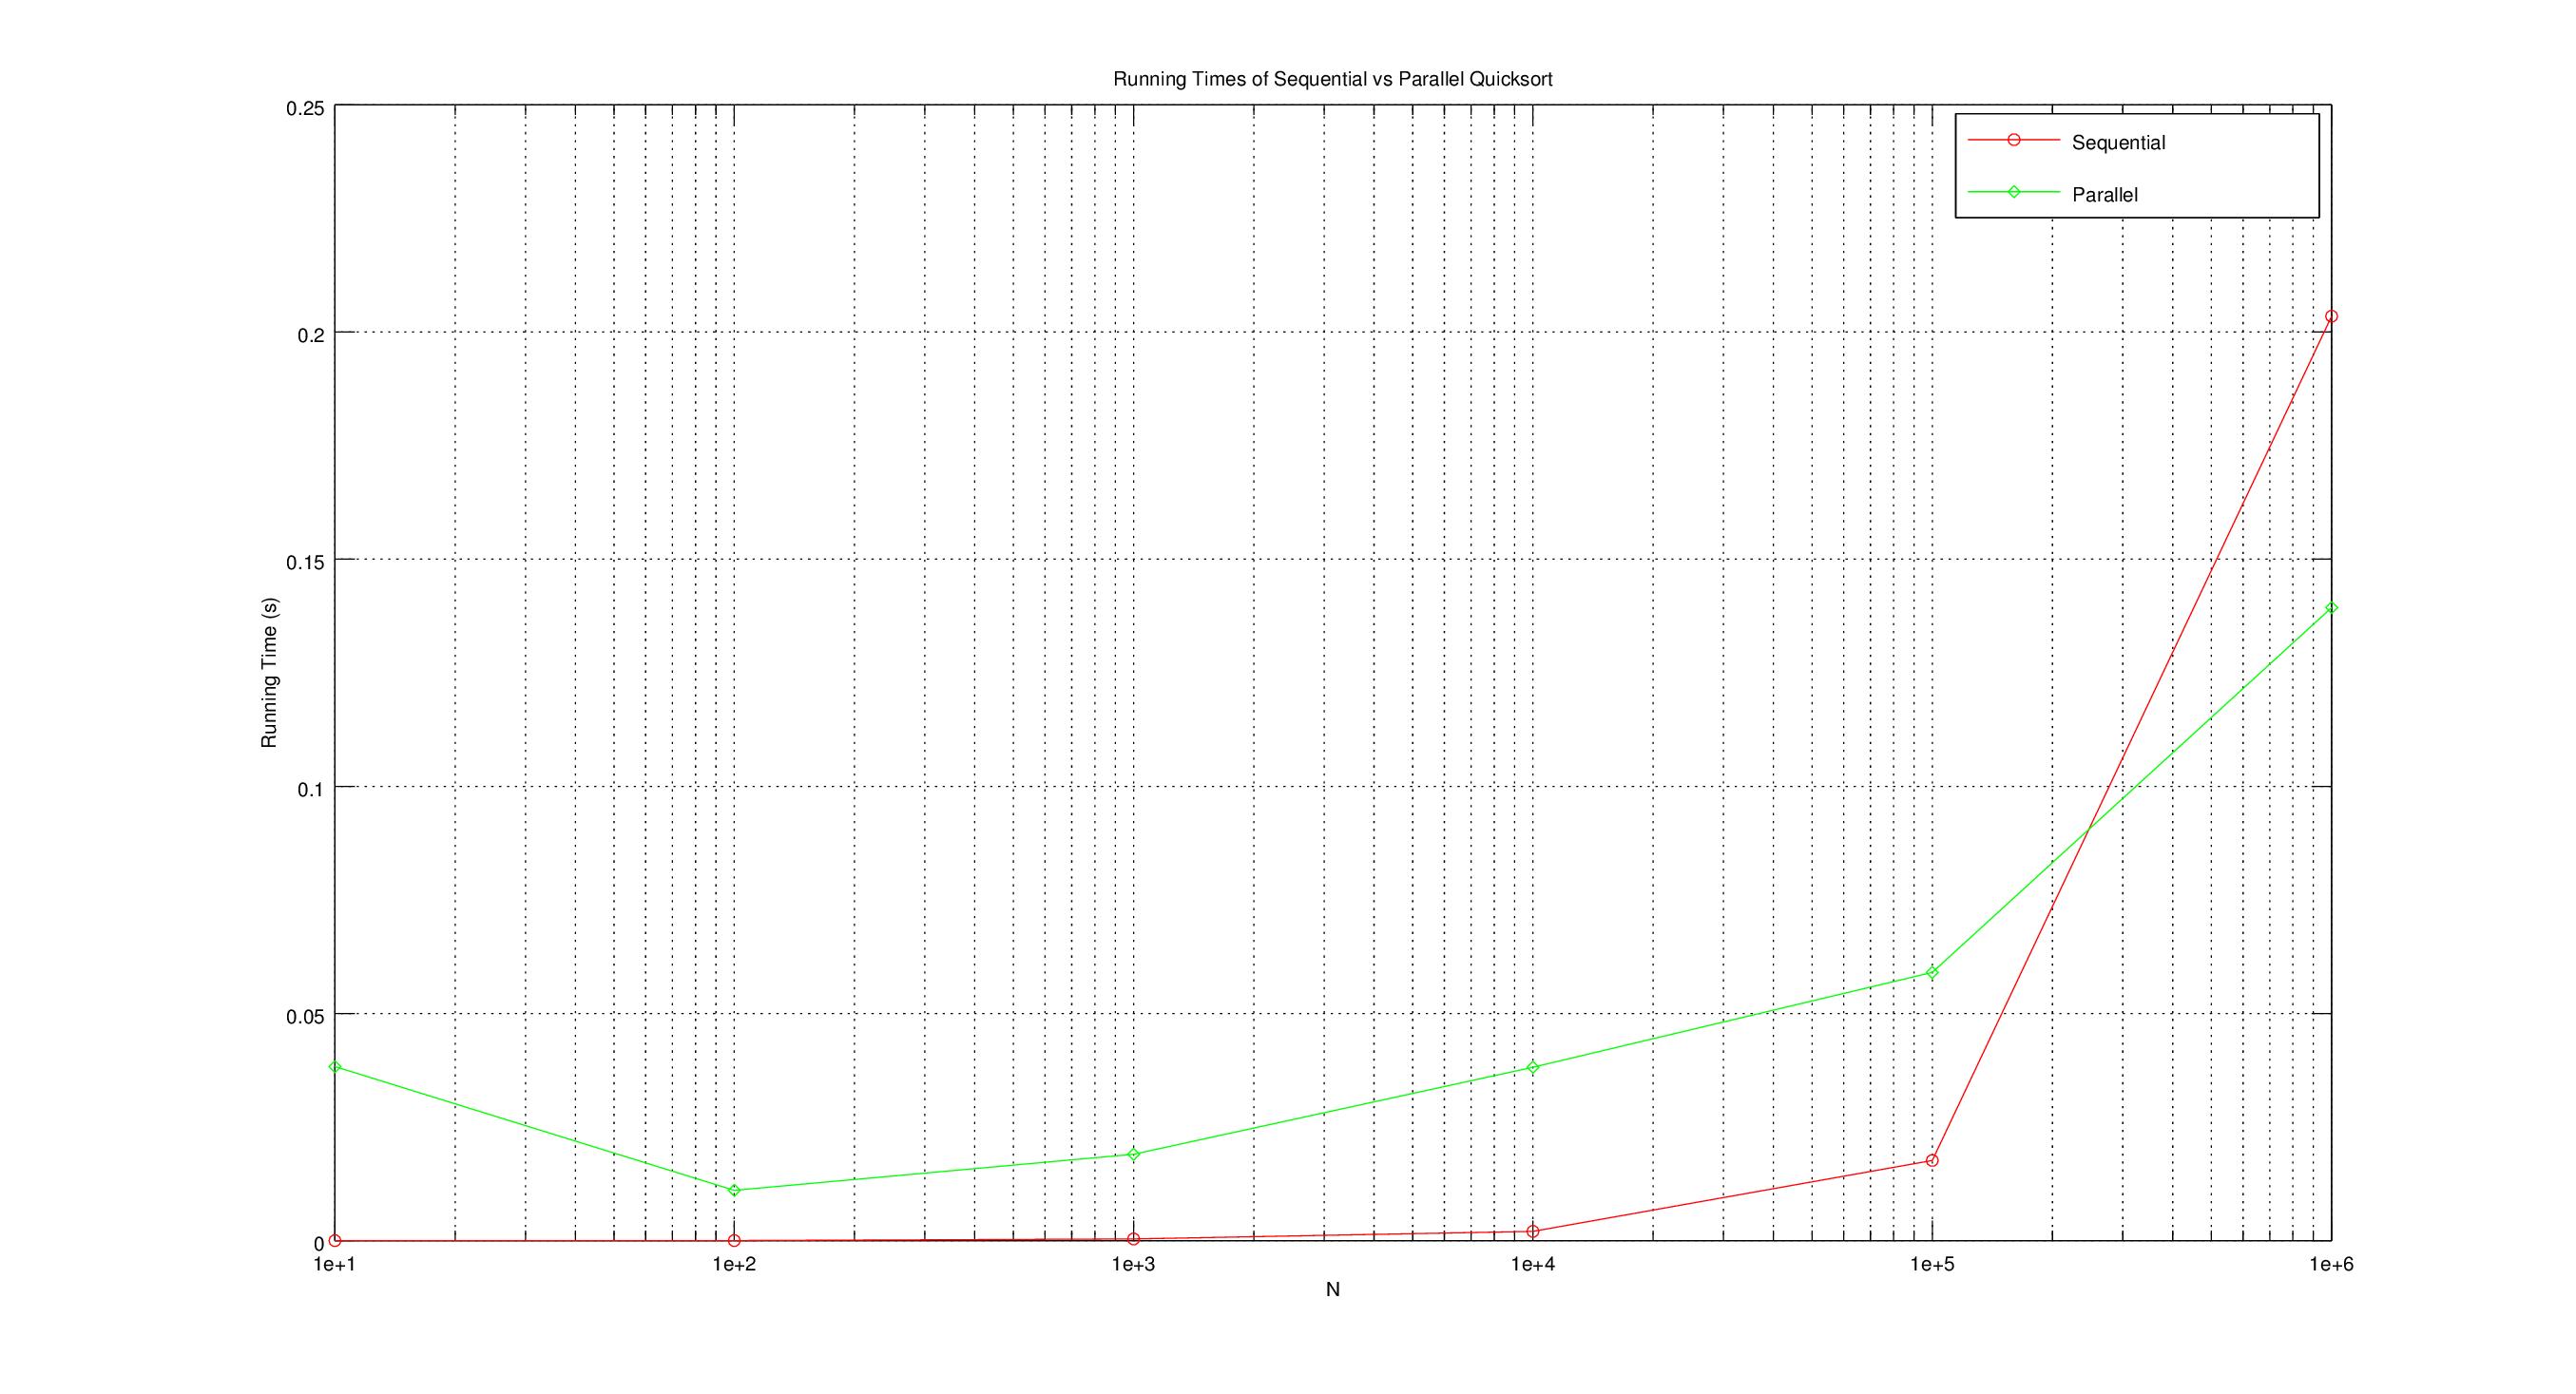 Running Times of Sequential vs Parallel Quicksort
0.25
Sequential
Parallel
0.2
0.15
Running Time (s)
0.1
0.05
0
1e+1 1e+2 1e+3 1e+4 1e+5 1e+6
N